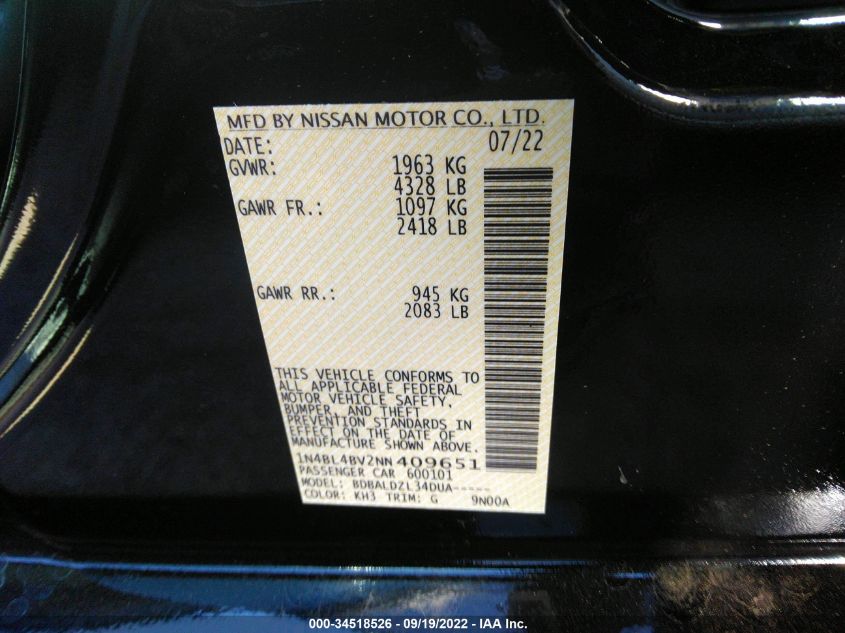 MFD BY NISSAN MOTOR CO., LTD.
DATE: 07/22
GVWR: 1963 KG
4328 LB
GAWR FR.: 1097 KG
2418 LB
GAWR RR.: 945 KG
2083 LB
THIS VEHICLE CONFORMS TO
ALL APPLICABLE FEDERAL
MOTOR VEHICLE SAFETY,
BUMPER, AND THEFT
PREVENTION STANDARDS IN
EFFECT ON THE DATE OF
MANUFACTURE SHOWN ABOVE.
1N4BL4BV2NN409651
PASSENGER CAR 600101
MODEL: BDBALDZL34DUA-----
COLOR: KH3 TRIM: G 9N00A
000-34518526 - 09/19/2022 - IAA Inc.